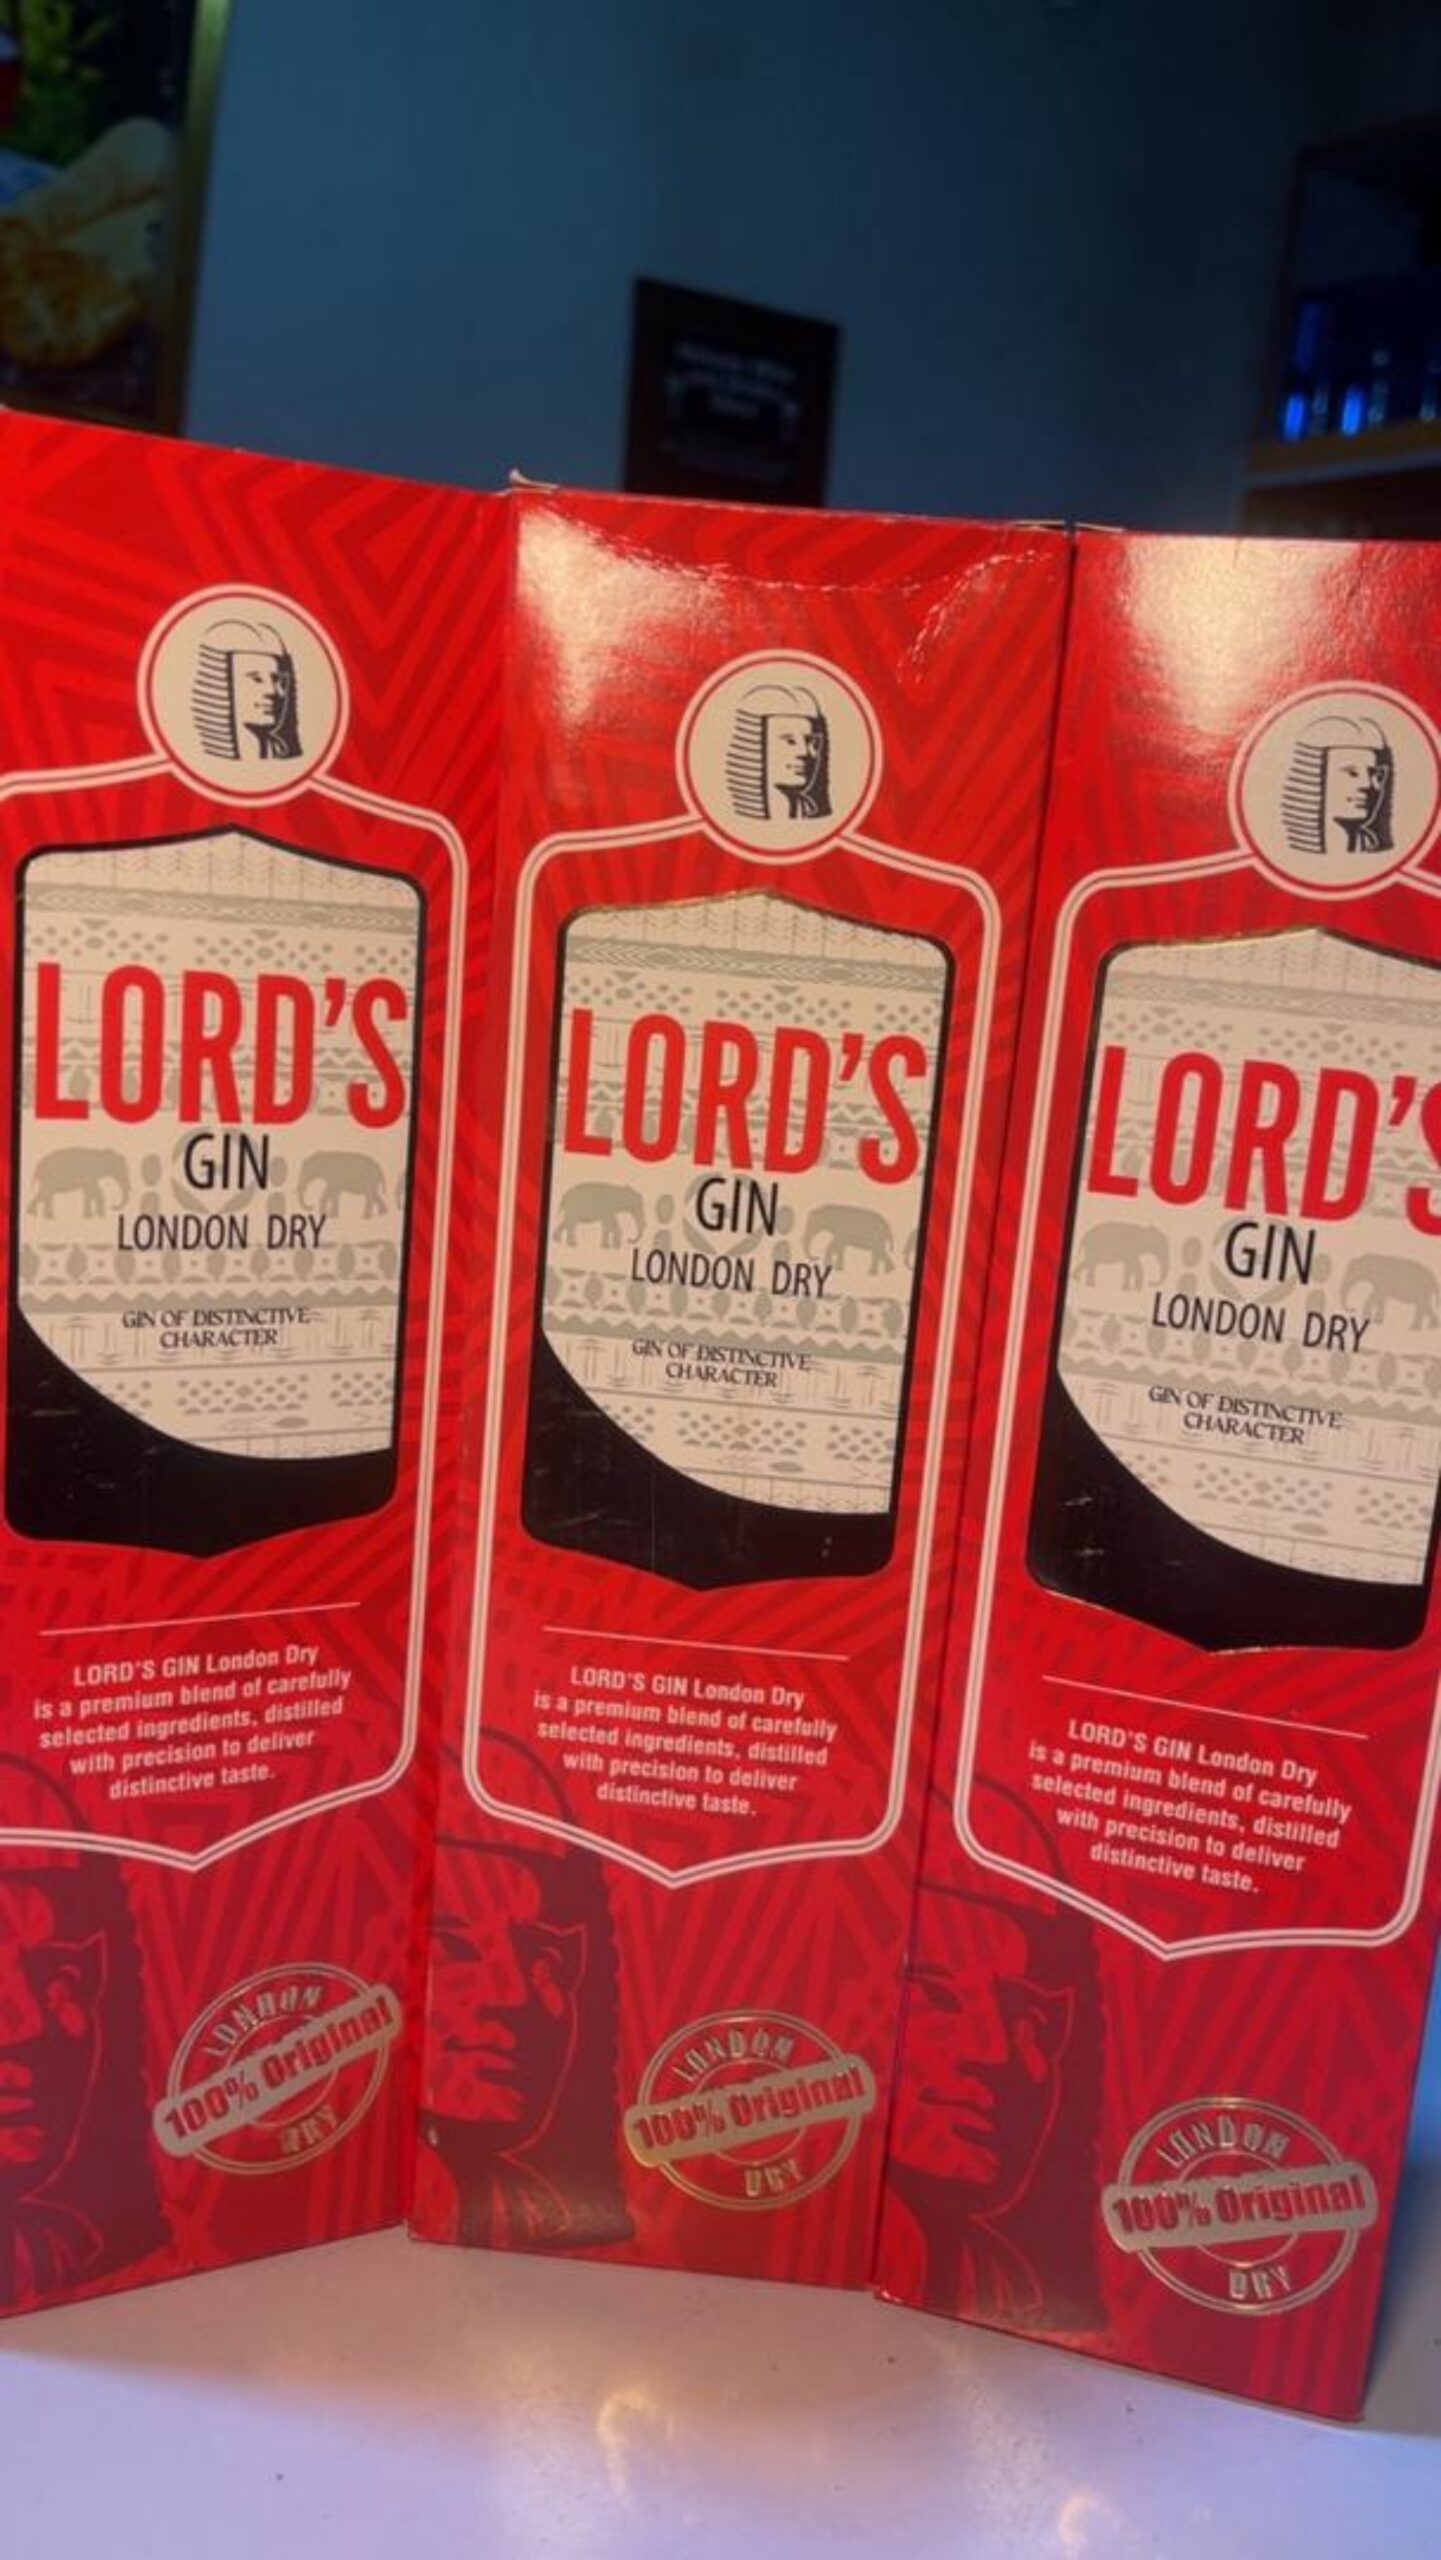 LORD'S
GIN
LONDON DRY
GIN OF DISTINCTIVE
CHARACTER
LORD'S GIN London Dry
is a premium blend of carefully
selected ingredients, distilled
with precision to deliver
distinctive taste.
LONDON
100% Original
DRY
LORD'S
GIN
LONDON DRY
GIN OF DISTINCTIVE
CHARACTER
LORD'S GIN London Dry
is a premium blend of carefully
selected ingredients, distilled
with precision to deliver
distinctive taste.
LONDON
100% Original
DRY
LORD'S
GIN
LONDON DRY
GIN OF DISTINCTIVE
CHARACTER
LORD'S GIN London Dry
is a premium blend of carefully
selected ingredients, distilled
with precision to deliver
distinctive taste.
LONDON
100% Original
DRY